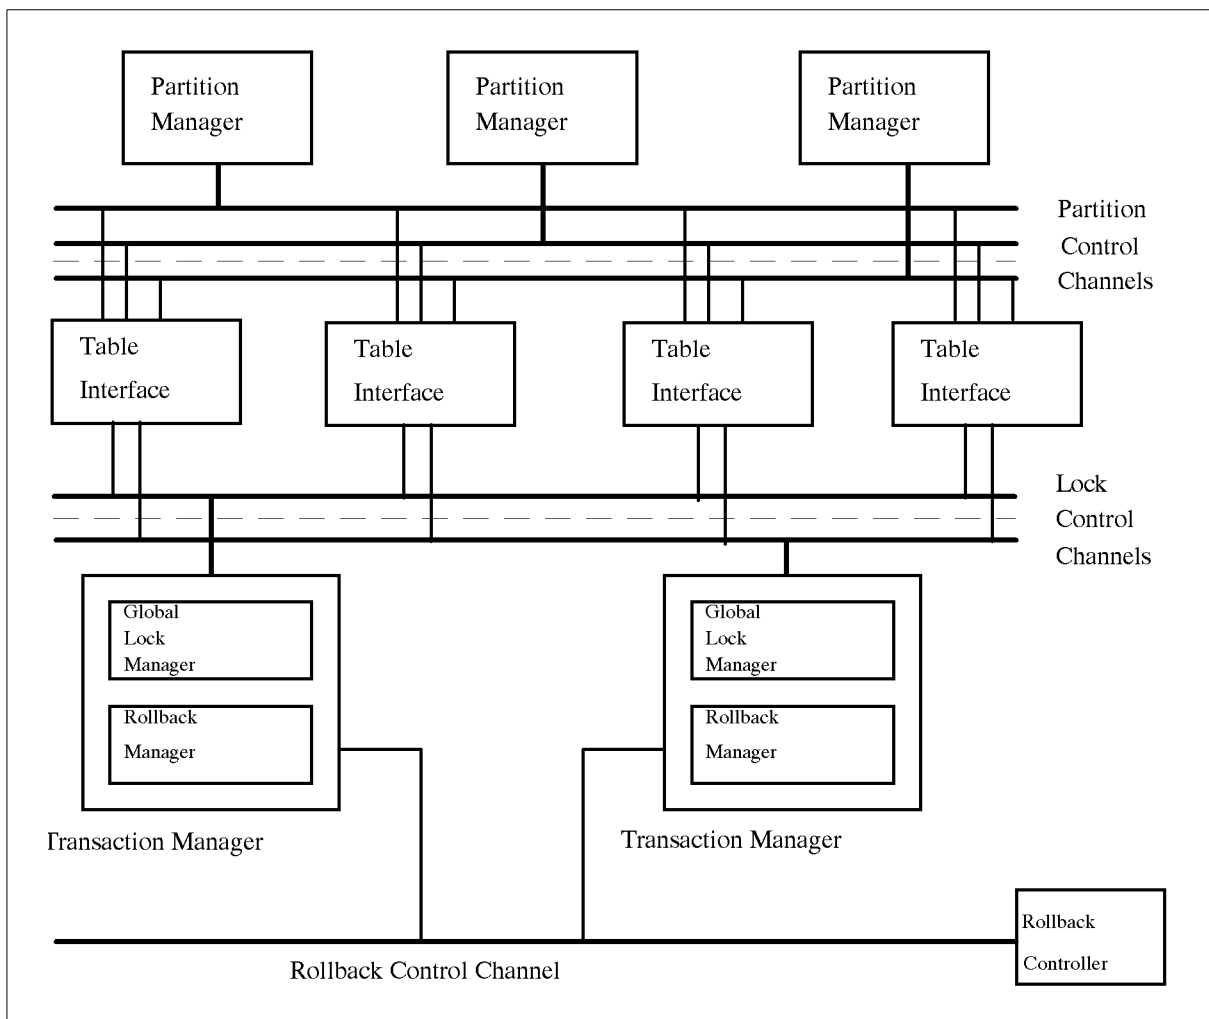 Partition
Manager
Partition
Manager
Partition
Manager
Partition
Control
Channels
Table
Interface
Table
Interface
Table
Interface
Table
Interface
Lock
Control
Channels
Global
Lock
Manager
Rollback
Manager
Transaction Manager
Global
Lock
Manager
Rollback
Manager
Transaction Manager
Rollback
Controller
Rollback Control Channel